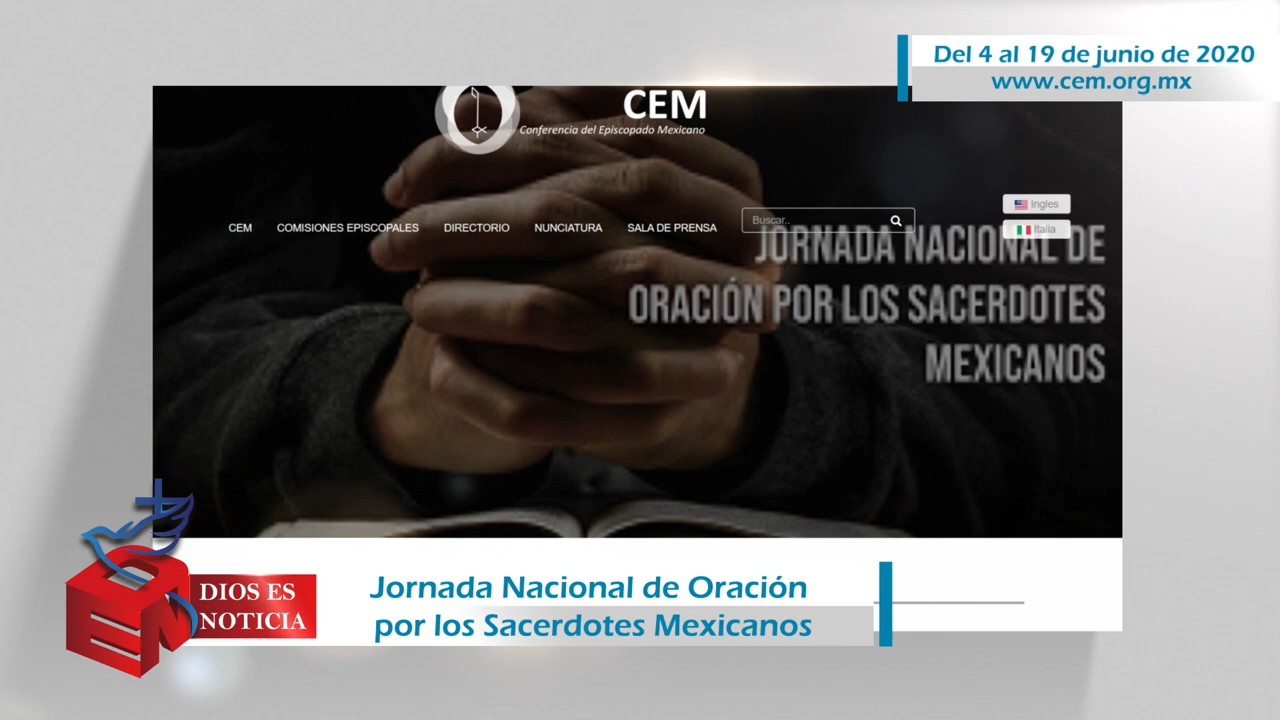 Del 4 al 19 de junio de 2020
www.cem.org.mx
CEM
Conferencia del Episcopado Mexicano
CEM COMISIONES EPISCOPALES DIRECTORIO NUNCIATURA SALA DE PRENSA
Buscar..
Ingles
Italia
JORNADA NACIONAL DE
ORACIÓN POR LOS SACERDOTES
MEXICANOS
DEN
DIOS ES
NOTICIA
Jornada Nacional de Oración
por los Sacerdotes Mexicanos